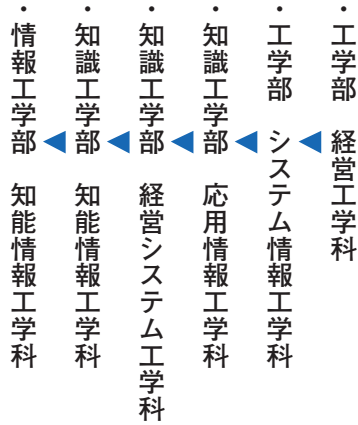 ・工学部　経営工学科
・工学部　システム情報工学科
・知識工学部　応用情報工学科
・知識工学部　経営システム工学科
・知識工学部　知能情報工学科
・情報工学部　知能情報工学科